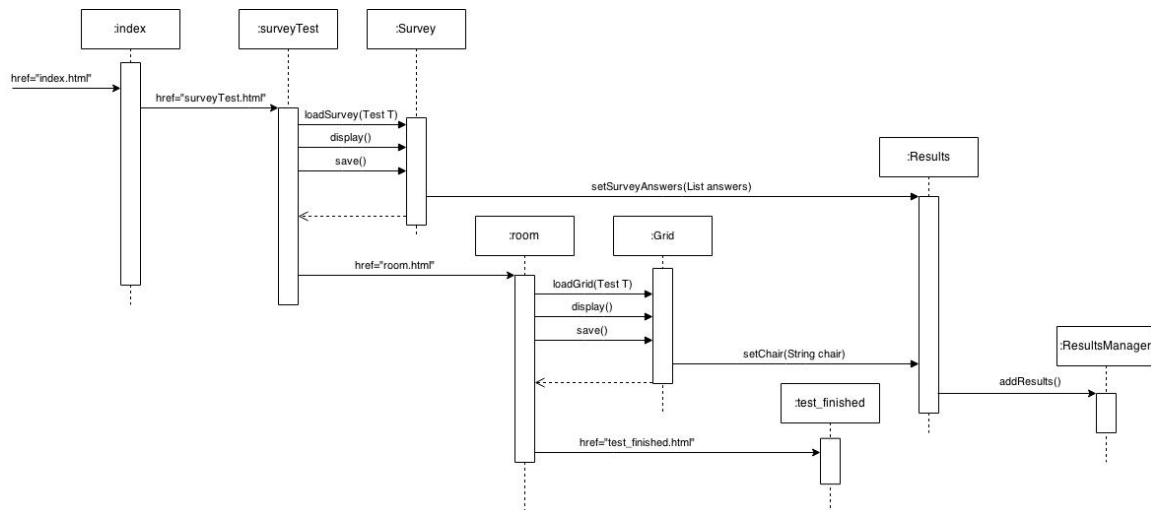 :index
:surveyTest
:Survey
href="index.html"
href="surveyTest.html"
loadSurvey(Test T)
display()
save()
:Results
setSurveyAnswers(List answers)
:room
:Grid
href="room.html"
loadGrid(Test T)
display()
save()
:ResultsManager
setChair(String chair)
addResults()
:test_finished
href="test_finished.html"